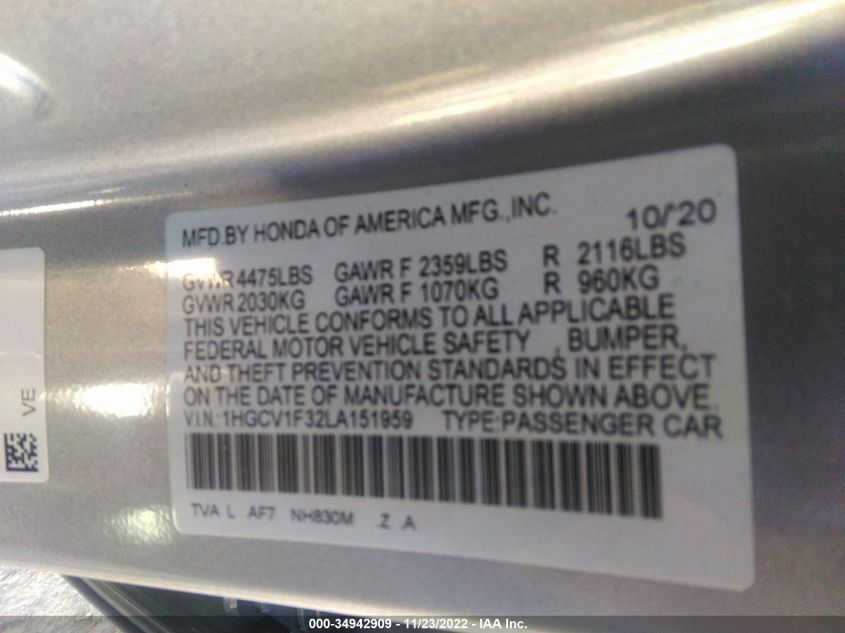 MFD.BY HONDA OF AMERICA MFG.,INC. 10/'20
GVWR 4475LBS GAWR F 2359LBS R 2116LBS
GVWR 2030KG GAWR F 1070KG R 960KG
THIS VEHICLE CONFORMS TO ALL APPLICABLE
FEDERAL MOTOR VEHICLE SAFETY , BUMPER,
AND THEFT PREVENTION STANDARDS IN EFFECT
ON THE DATE OF MANUFACTURE SHOWN ABOVE.
V.I.N.: 1HGCV1F32LA151959 TYPE:PASSENGER CAR
TVA L AF7 NH830M Z A
VE
000-34942909 - 11/23/2022 - IAA Inc.